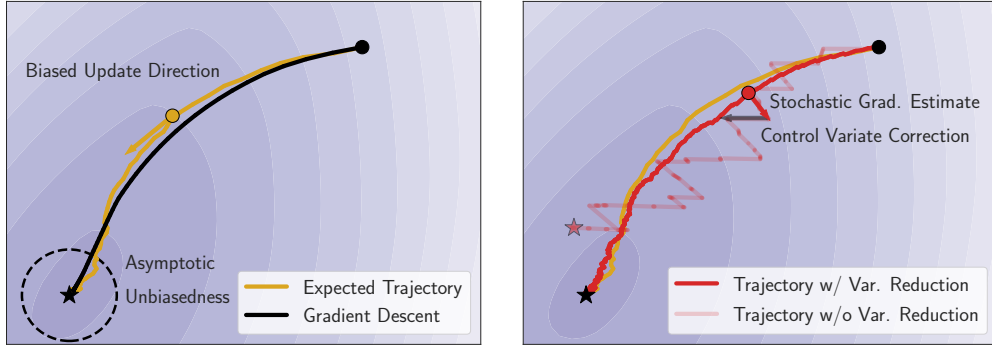 Biased Update Direction
Asymptotic
Unbiasedness
Expected Trajectory
Gradient Descent
Stochastic Grad. Estimate
Control Variate Correction
Trajectory w/ Var. Reduction
Trajectory w/o Var. Reduction